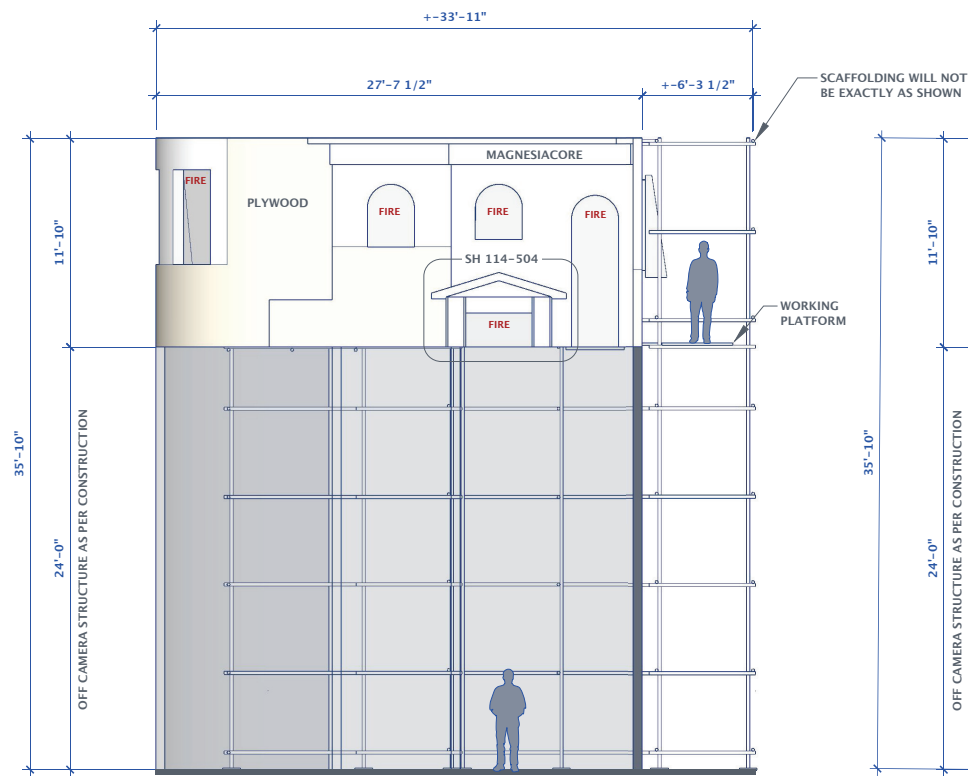 +-33'-11"
27'-7 1/2"
+-6'-3 1/2"
SCAFFOLDING WILL NOT
BE EXACTLY AS SHOWN
MAGNESIACORE
FIRE
PLYWOOD
FIRE
FIRE
FIRE
SH 114-504
FIRE
WORKING
PLATFORM
11'-10"
11'-10"
35'-10"
24'-0"
OFF CAMERA STRUCTURE AS PER CONSTRUCTION
35'-10"
24'-0"
OFF CAMERA STRUCTURE AS PER CONSTRUCTION